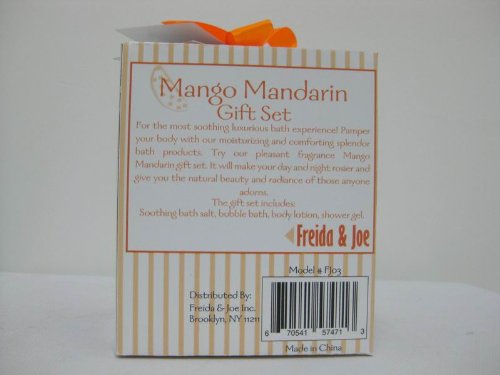 Mango Mandarin
Gift Set
For the most soothing luxurious bath experience! Pamper
your body with our moisturizing and comforting splendor
bath products. Try our pleasant fragrance Mango
Mandarin gift set. It will make your day and night rosier and
give you the natural beauty and radiance of those anyone
adorns.
The gift set includes:
Soothing bath salt, bubble bath, body lotion, shower gel.
Freida & Joe
Model # FJ03
Distributed By:
Freida & Joe Inc.
Brooklyn, NY 11211
6 70541 57471 3
Made in China